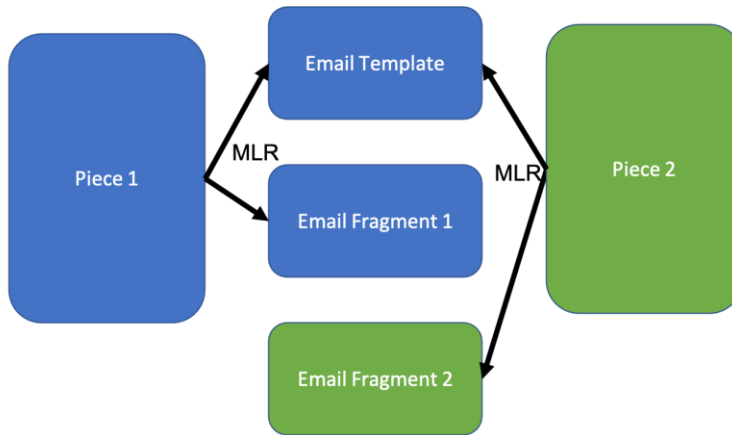 Email Template
MLR
Piece 1
Email Fragment 1
MLR
Piece 2
Email Fragment 2